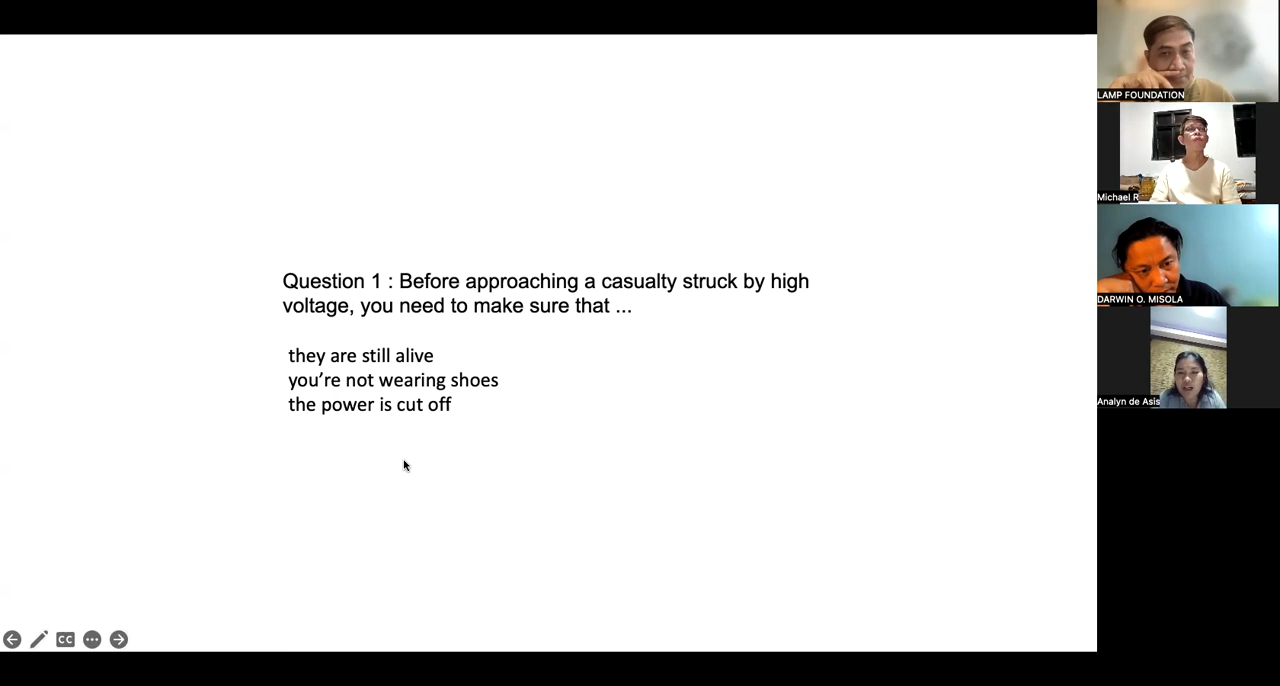 Question 1 : Before approaching a casualty struck by high
voltage, you need to make sure that ...
they are still alive
you’re not wearing shoes
the power is cut off
LAMP FOUNDATION
Michael R
DARWIN O. MISOLA
Analyn de Asis
CC